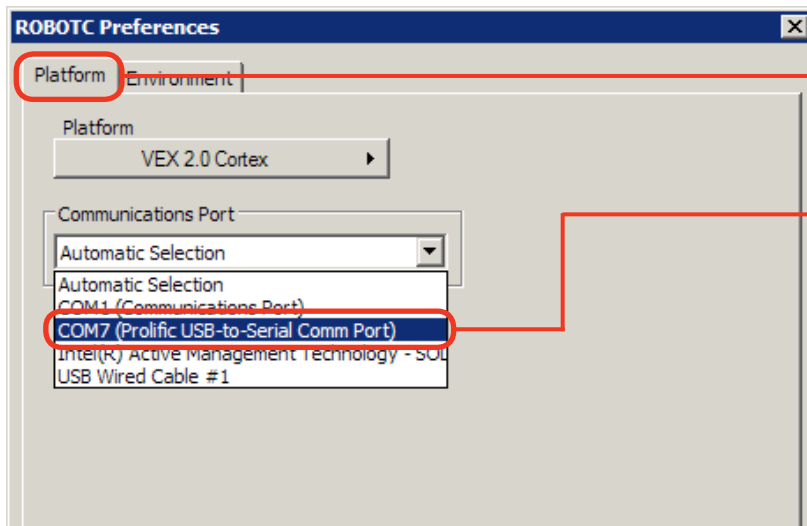 ROBOTC Preferences
Platform
Environment
Platform
VEX 2.0 Cortex
Communications Port
Automatic Selection
Automatic Selection
COM1 (Communications Port)
COM7 (Prolific USB-to-Serial Comm Port)
Intel(R) Active Management Technology - SOL
USB Wired Cable #1